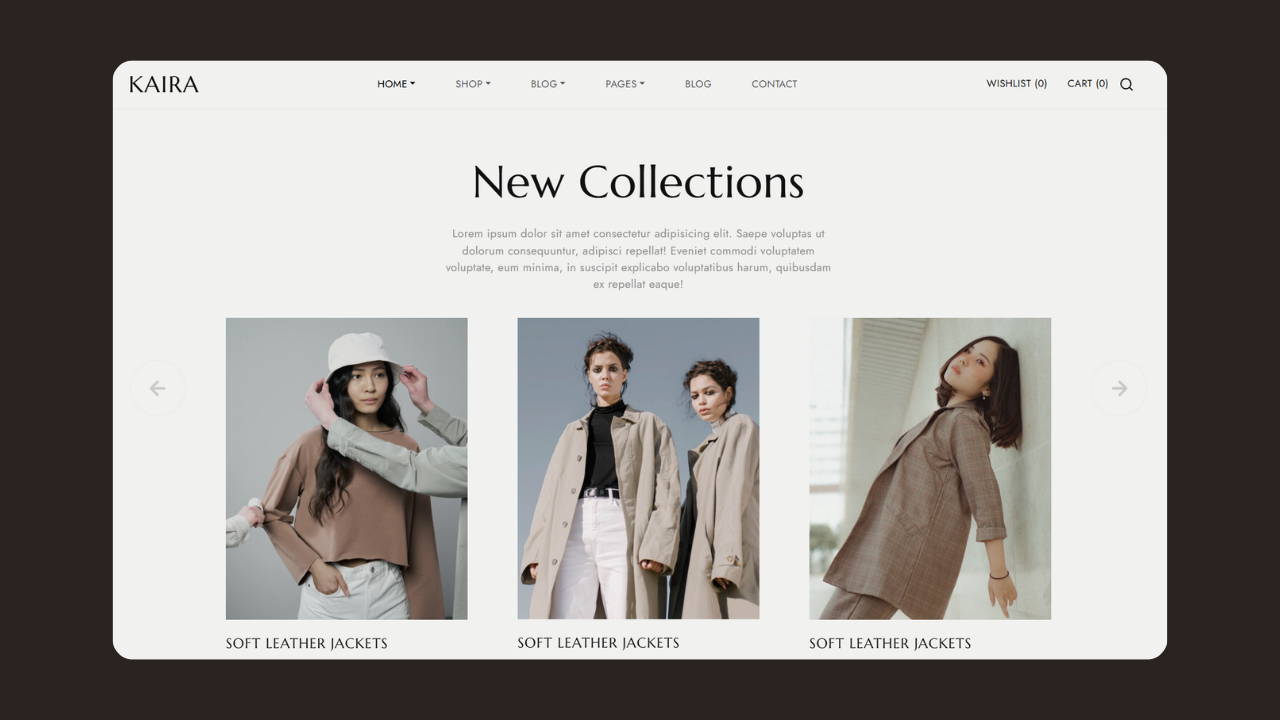 KAIRA HOME SHOP BLOG PAGES BLOG CONTACT WISHLIST (0) CART (0)
New Collections
Lorem ipsum dolor sit amet consectetur adipisicing elit. Saepe voluptas ut
dolorum consequuntur, adipisci repellat! Eveniet commodi voluptatem
voluptate, eum minima, in suscipit explicabo voluptatibus harum, quibusdam
ex repellat eaque!
SOFT LEATHER JACKETS SOFT LEATHER JACKETS SOFT LEATHER JACKETS